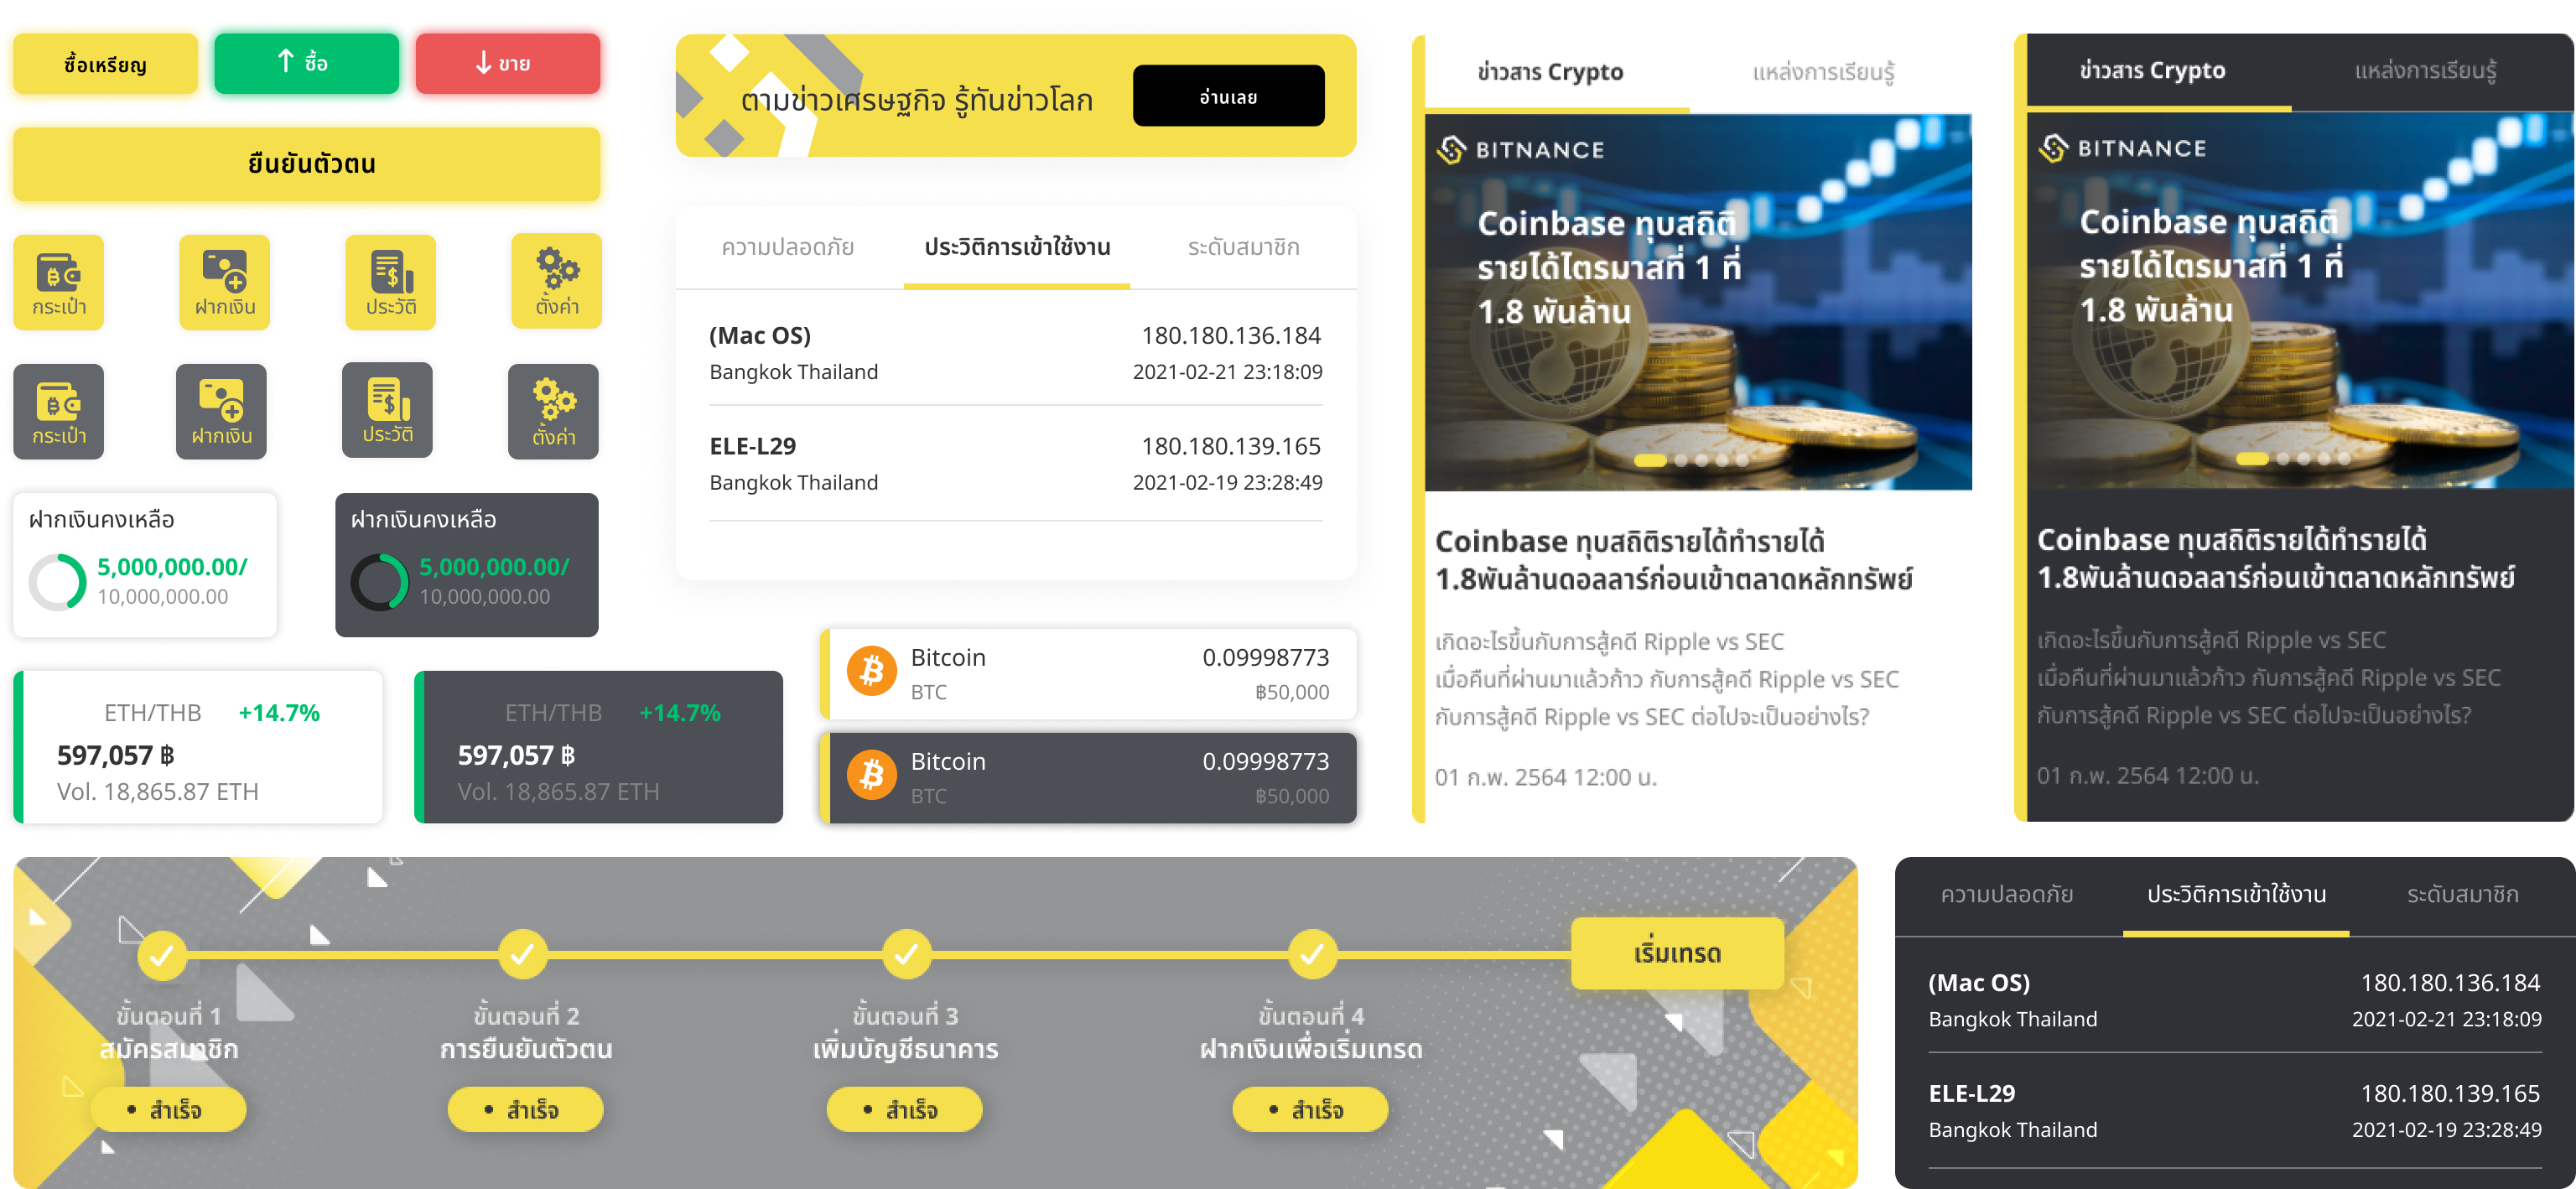 ซื้อเหรียญ
ซื้อ
ขาย
ยืนยันตัวตน
กระเป๋า
ฝากเงิน
ประวัติ
ตั้งค่า
กระเป๋า
ฝากเงิน
ประวัติ
ตั้งค่า
ฝากเงินคงเหลือ
5,000,000.00/
10,000,000.00
ฝากเงินคงเหลือ
5,000,000.00/
10,000,000.00
ETH/THB +14.7%
597,057 ฿
Vol. 18,865.87 ETH
ETH/THB +14.7%
597,057 ฿
Vol. 18,865.87 ETH
ตามข่าวเศรษฐกิจ รู้ทันข่าวโลก
อ่านเลย
ความปลอดภัย ประวัติการเข้าใช้งาน ระดับสมาชิก
(Mac OS) 180.180.136.184
Bangkok Thailand 2021-02-21 23:18:09
ELE-L29 180.180.139.165
Bangkok Thailand 2021-02-19 23:28:49
Bitcoin 0.09998773
BTC ฿50,000
Bitcoin 0.09998773
BTC ฿50,000
ข่าวสาร Crypto แหล่งการเรียนรู้
BITNANCE
Coinbase ทุบสถิติ
รายได้ไตรมาสที่ 1 ที่
1.8 พันล้าน
Coinbase ทุบสถิติรายได้ทำรายได้
1.8พันล้านดอลลาร์ก่อนเข้าตลาดหลักทรัพย์
เกิดอะไรขึ้นกับการสู้คดี Ripple vs SEC
เมื่อคืนที่ผ่านมาแล้วก้าว กับการสู้คดี Ripple vs SEC
กับการสู้คดี Ripple vs SEC ต่อไปจะเป็นอย่างไร?
01 ก.พ. 2564 12:00 น.
ข่าวสาร Crypto แหล่งการเรียนรู้
BITNANCE
Coinbase ทุบสถิติ
รายได้ไตรมาสที่ 1 ที่
1.8 พันล้าน
Coinbase ทุบสถิติรายได้ทำรายได้
1.8พันล้านดอลลาร์ก่อนเข้าตลาดหลักทรัพย์
เกิดอะไรขึ้นกับการสู้คดี Ripple vs SEC
เมื่อคืนที่ผ่านมาแล้วก้าว กับการสู้คดี Ripple vs SEC
กับการสู้คดี Ripple vs SEC ต่อไปจะเป็นอย่างไร?
01 ก.พ. 2564 12:00 น.
เริ่มเทรด
ขั้นตอนที่ 1
สมัครสมาชิก
• สำเร็จ
ขั้นตอนที่ 2
การยืนยันตัวตน
• สำเร็จ
ขั้นตอนที่ 3
เพิ่มบัญชีธนาคาร
• สำเร็จ
ขั้นตอนที่ 4
ฝากเงินเพื่อเริ่มเทรด
• สำเร็จ
ความปลอดภัย ประวัติการเข้าใช้งาน ระดับสมาชิก
(Mac OS) 180.180.136.184
Bangkok Thailand 2021-02-21 23:18:09
ELE-L29 180.180.139.165
Bangkok Thailand 2021-02-19 23:28:49